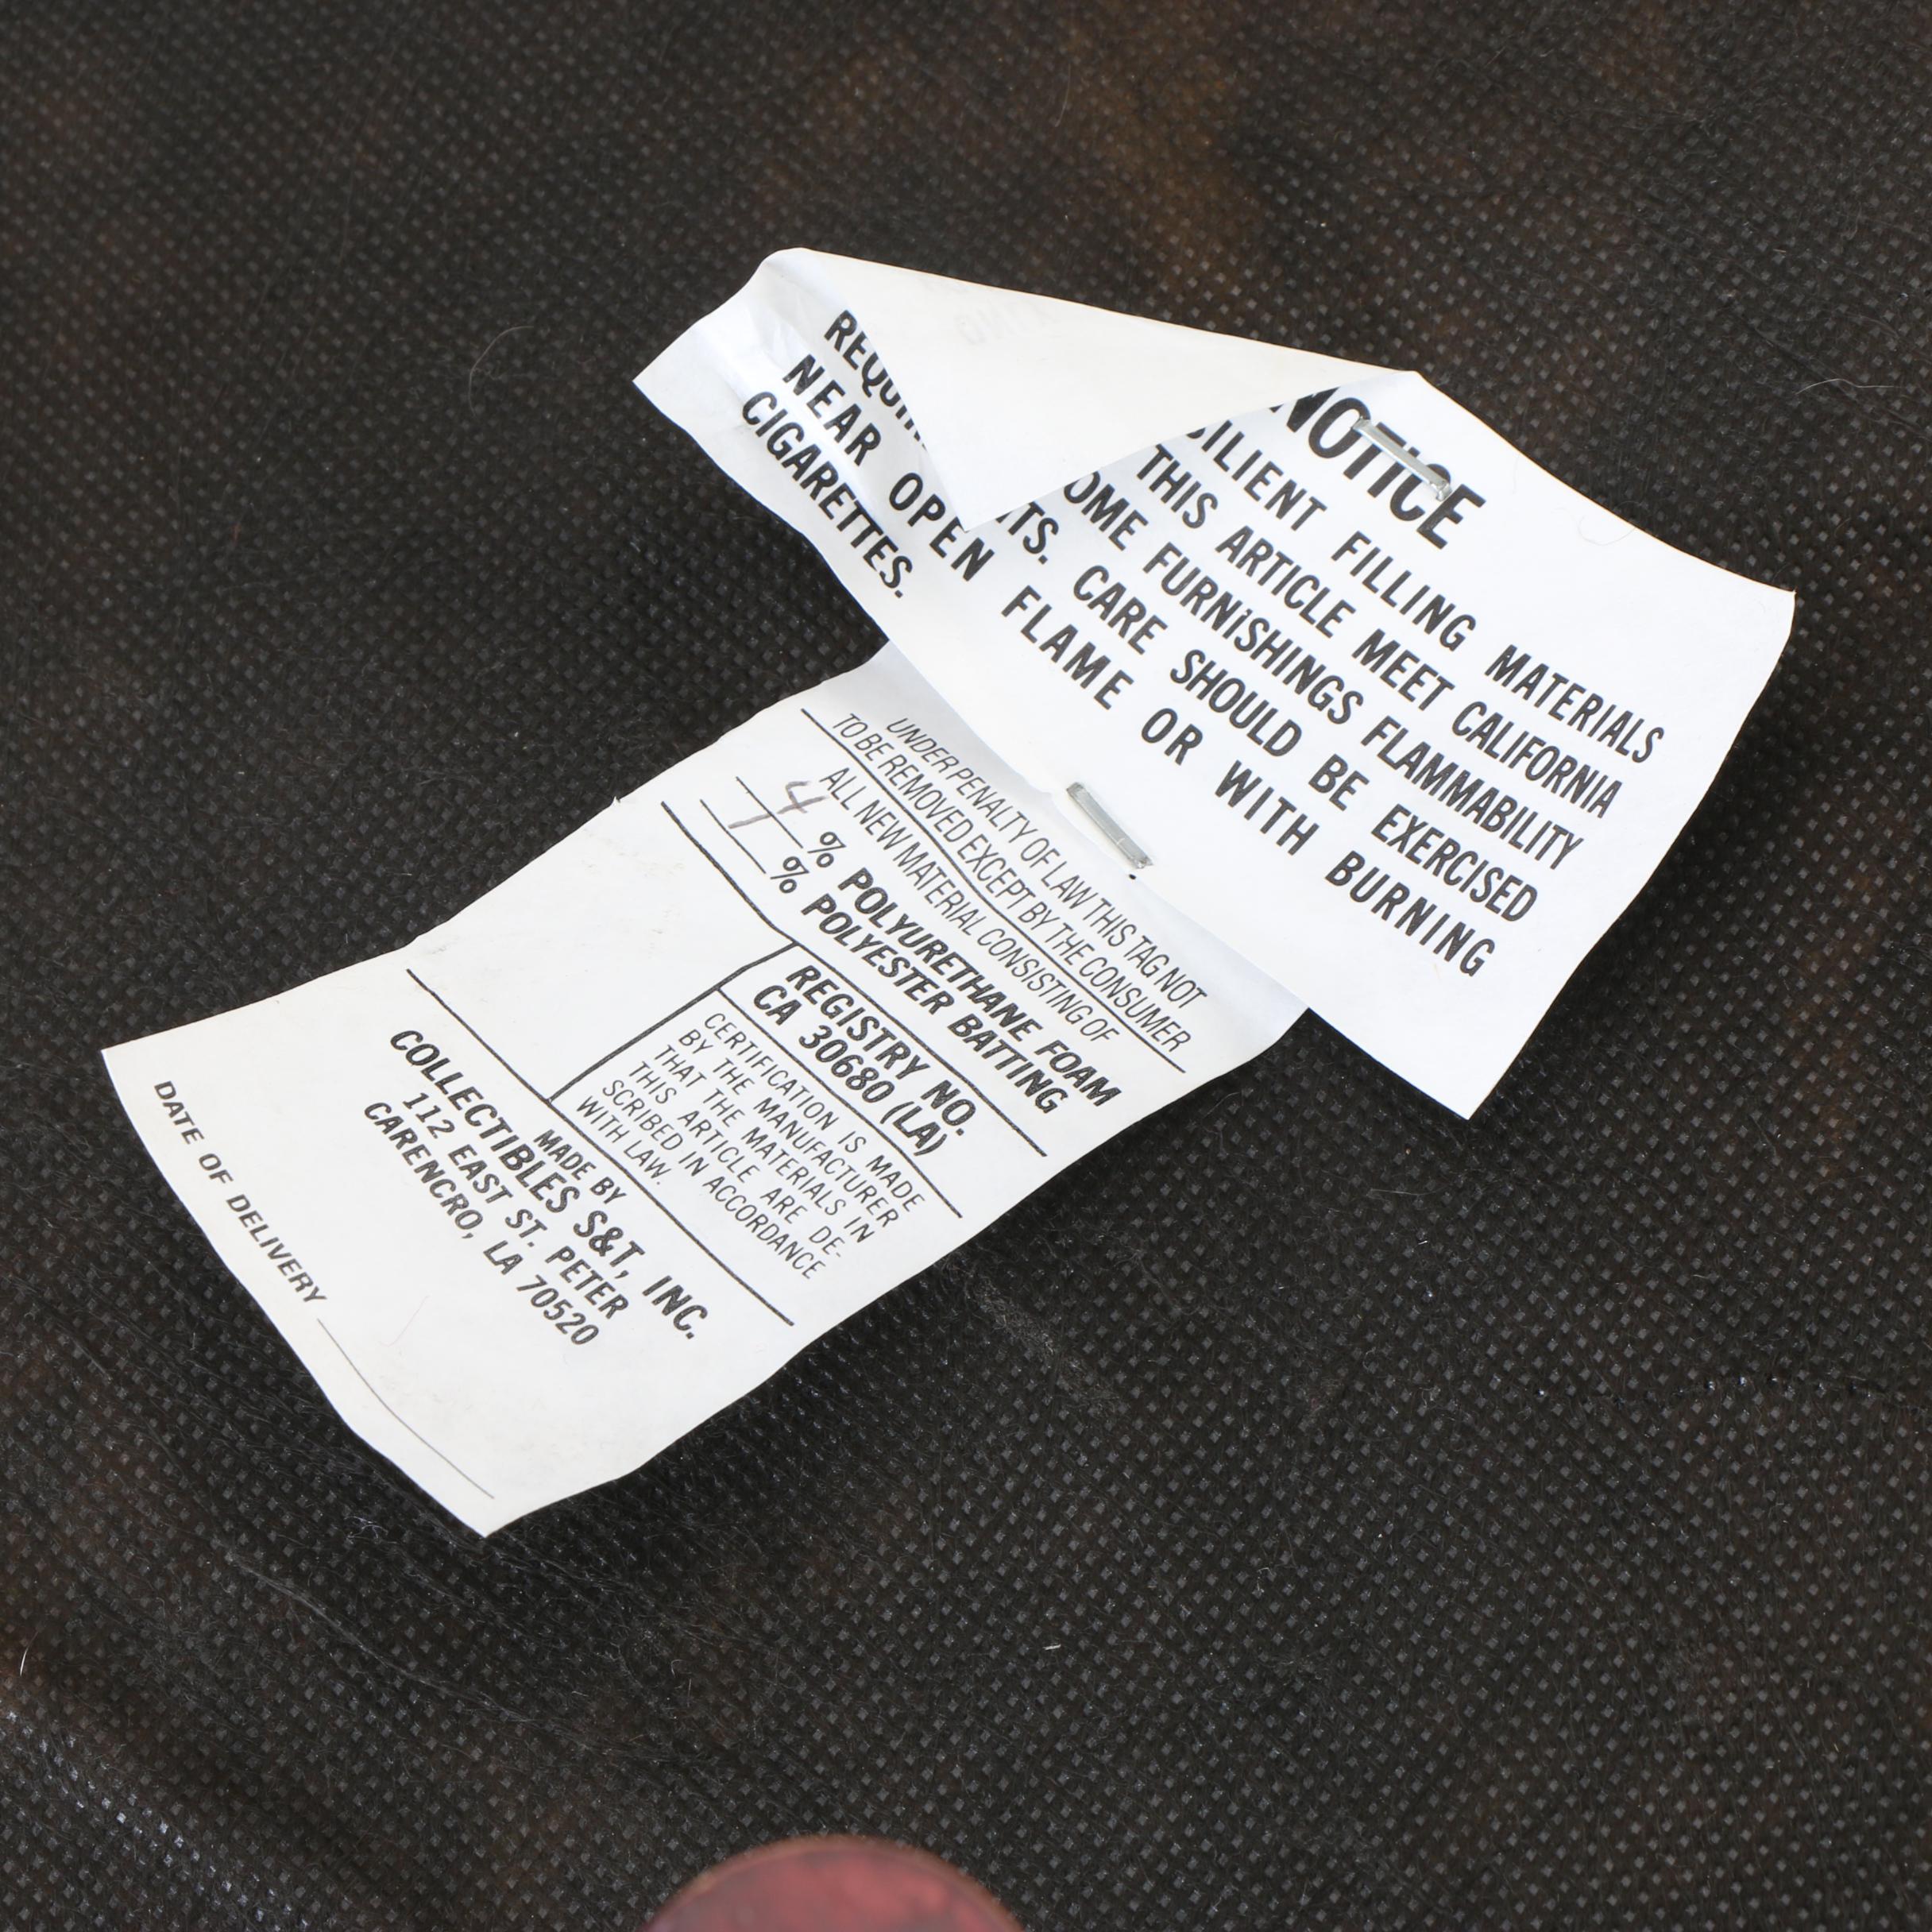 NOTICE
SILIENT FILLING MATERIALS
THIS ARTICLE MEET CALIFORNIA
OME FURNISHINGS FLAMMABILITY
REQUIR TS. CARE SHOULD BE EXERCISED
NEAR OPEN FLAME OR WITH BURNING
CIGARETTES.
UNDER PENALTY OF LAW THIS TAG NOT
TO BE REMOVED EXCEPT BY THE CONSUMER
ALL NEW MATERIAL CONSISTING OF
4 % POLYURETHANE FOAM
1 % POLYESTER BATTING
REGISTRY NO.
CA 30680 (LA)
CERTIFICATION IS MADE
BY THE MANUFACTURER
THAT THE MATERIALS IN
THIS ARTICLE ARE DE-
SCRIBED IN ACCORDANCE
WITH LAW.
MADE BY
COLLECTIBLES S&T, INC.
112 EAST ST. PETER
CARENCRO, LA 70520
DATE OF DELIVERY